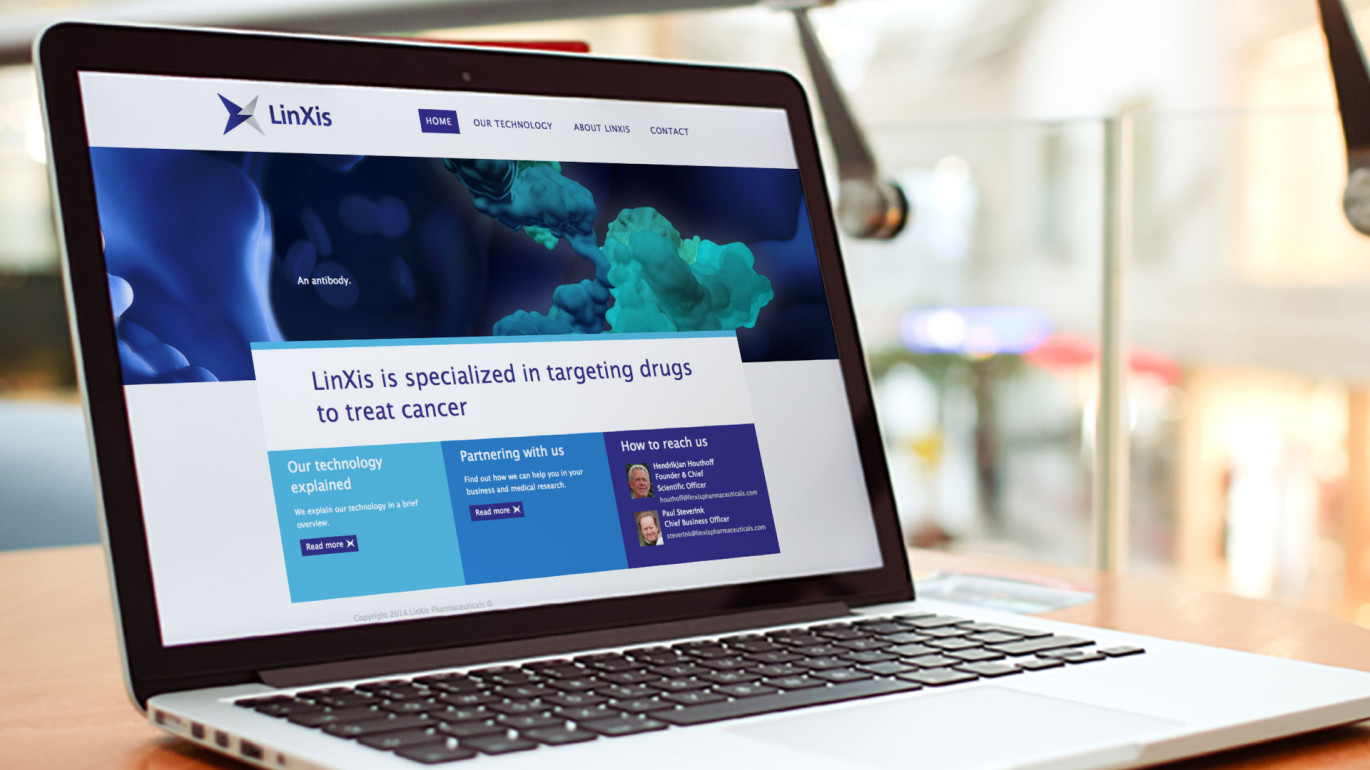 LinXis
HOME
OUR TECHNOLOGY
ABOUT LINXIS
CONTACT
An antibody.
LinXis is specialized in targeting drugs
to treat cancer
Our technology
explained
We explain our technology in a brief
overview.
Read more
Partnering with us
Find out how we can help you in your
business and medical research.
Read more
How to reach us
Hendrikjan Houthoff
Founder & Chief
Scientific Officer
houthoff@linxispharmaceuticals.com
Paul Steverink
Chief Business Officer
steverink@linxispharmaceuticals.com
Copyright 2014 LinXis Pharmaceuticals ©